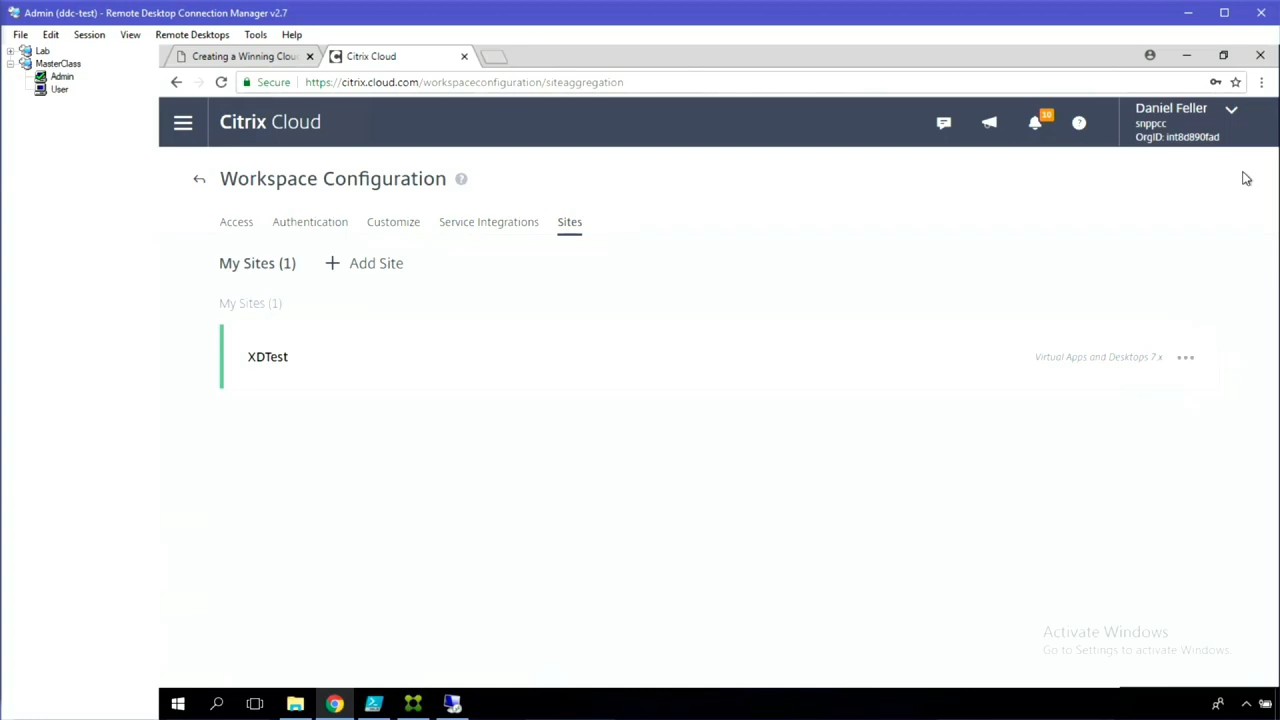 Admin (ddc-test) - Remote Desktop Connection Manager v2.7
File Edit Session View Remote Desktops Tools Help
Lab
MasterClass
Admin
User
Creating a Winning Clou
Citrix Cloud
Secure https://citrix.cloud.com/workspaceconfiguration/siteaggregation
Citrix Cloud
10
Daniel Feller
snppcc
OrgID: int8d890fad
Workspace Configuration
Access Authentication Customize Service Integrations Sites
My Sites (1) + Add Site
My Sites (1)
XDTest Virtual Apps and Desktops 7.x
Activate Windows
Go to Settings to activate Windows.